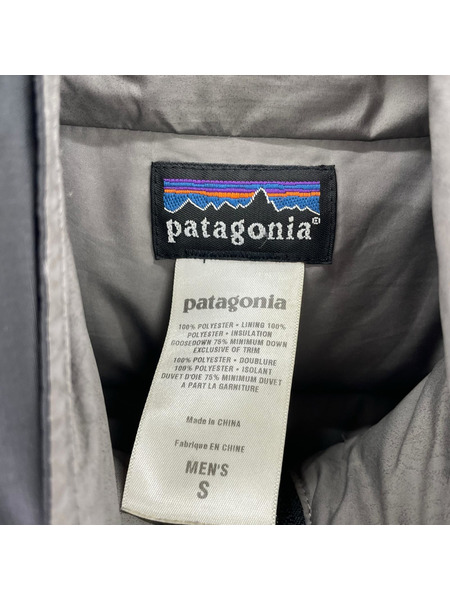 patagonia
patagonia
100% POLYESTER • LINING 100%
POLYESTER • INSULATION
GOOSEDOWN 75% MINIMUM DOWN
EXCLUSIVE OF TRIM
100% POLYESTER • DOUBLURE
100% POLYESTER • ISOLANT
DUVET D'OIE 75% MINIMUM DUVET
A PART LA GARNITURE
Made in CHINA
Fabrique EN CHINE
MEN'S
S